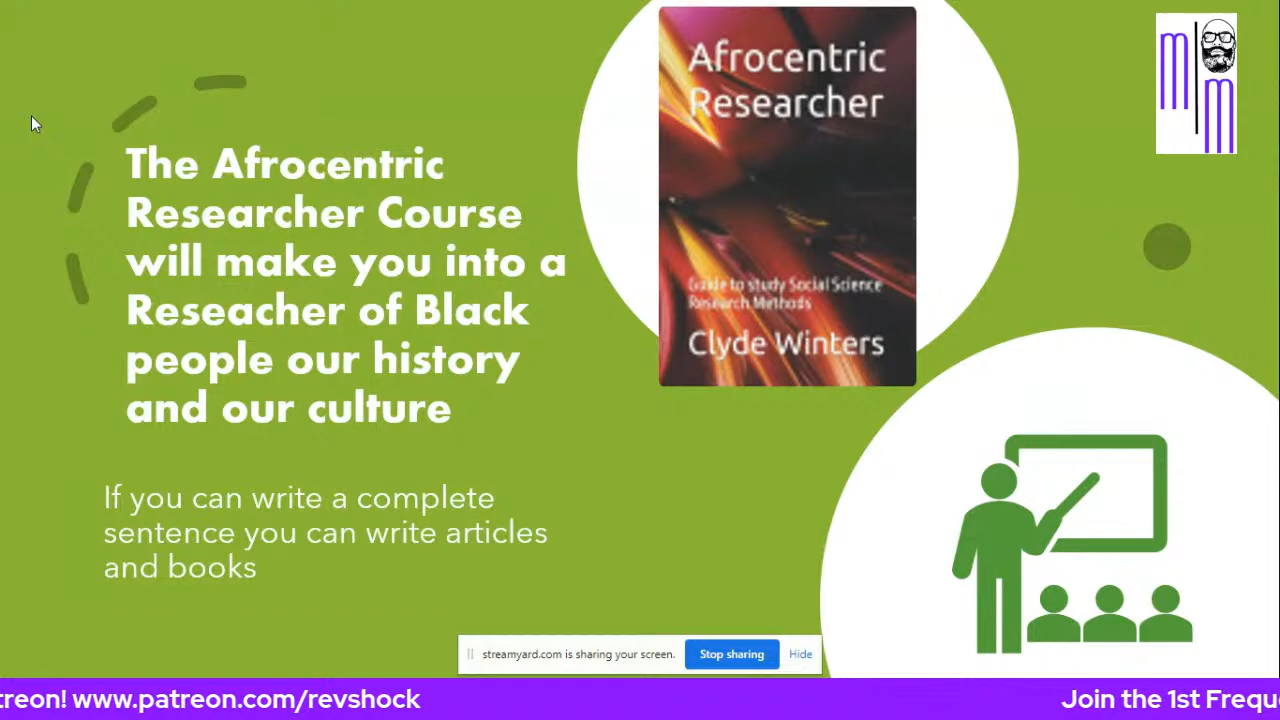 The Afrocentric
Researcher Course
will make you into a
Reseacher of Black
people our history
and our culture
If you can write a complete
sentence you can write articles
and books
Afrocentric
Researcher
Guide to study Social Science
Research Methods
Clyde Winters
m
m
streamyard.com is sharing your screen.
Stop sharing
Hide
treon! www.patreon.com/revshock
Join the 1st Frequ